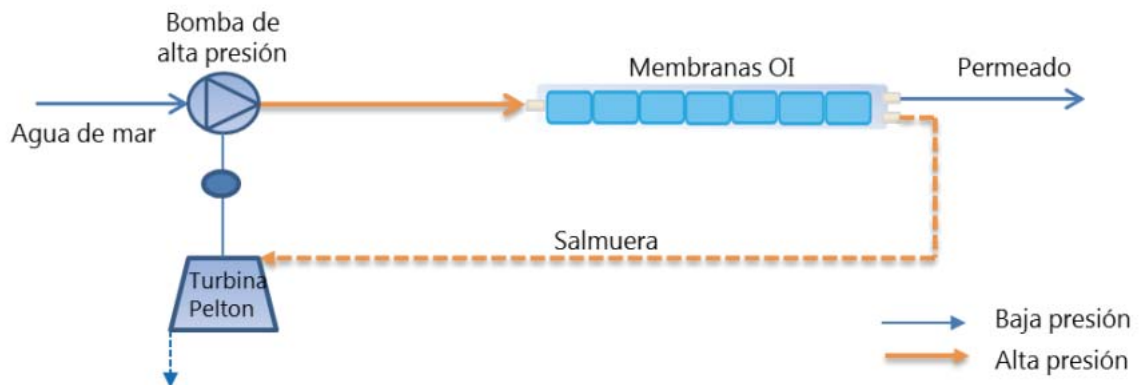 Bomba de
alta presión
Membranas OI
Permeado
Agua de mar
Salmuera
Turbina
Pelton
Baja presión
Alta presión